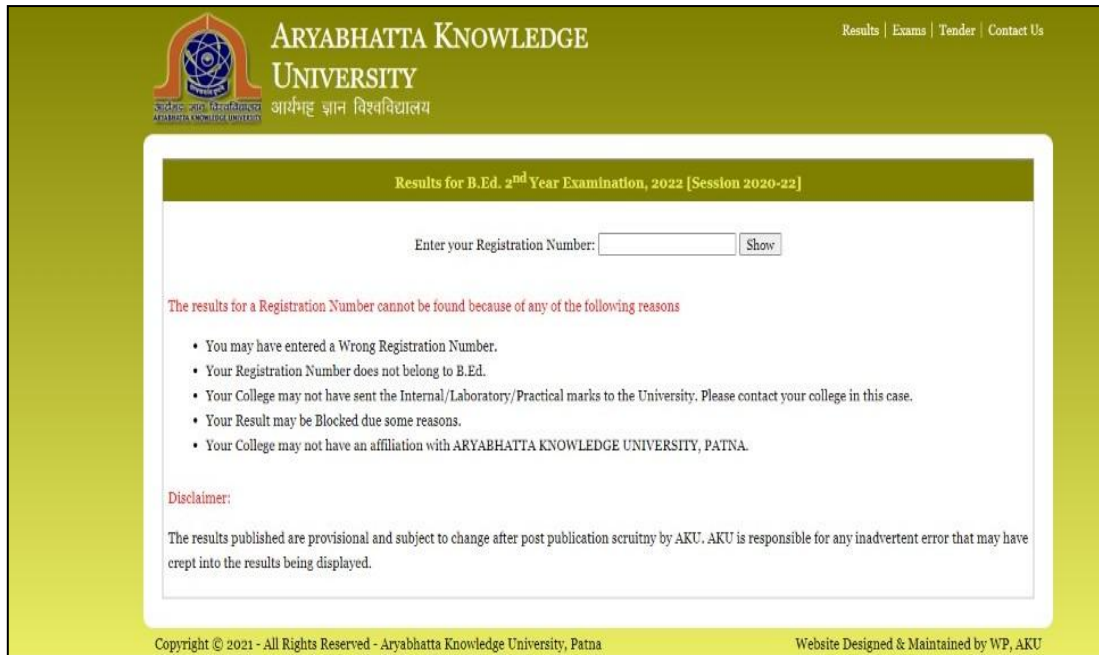 ARYABHATTA KNOWLEDGE
UNIVERSITY
आर्यभट्ट ज्ञान विश्वविद्यालय
आर्यभट्ट ज्ञान विश्वविद्यालय
ARYABHATTA KNOWLEDGE UNIVERSITY
Results | Exams | Tender | Contact Us
Results for B.Ed. 2nd Year Examination, 2022 [Session 2020-22]
Enter your Registration Number: Show
The results for a Registration Number cannot be found because of any of the following reasons
• You may have entered a Wrong Registration Number.
• Your Registration Number does not belong to B.Ed.
• Your College may not have sent the Internal/Laboratory/Practical marks to the University. Please contact your college in this case.
• Your Result may be Blocked due some reasons.
• Your College may not have an affiliation with ARYABHATTA KNOWLEDGE UNIVERSITY, PATNA.
Disclaimer:
The results published are provisional and subject to change after post publication scruitny by AKU. AKU is responsible for any inadvertent error that may have
crept into the results being displayed.
Copyright © 2021 - All Rights Reserved - Aryabhatta Knowledge University, Patna
Website Designed & Maintained by WP, AKU